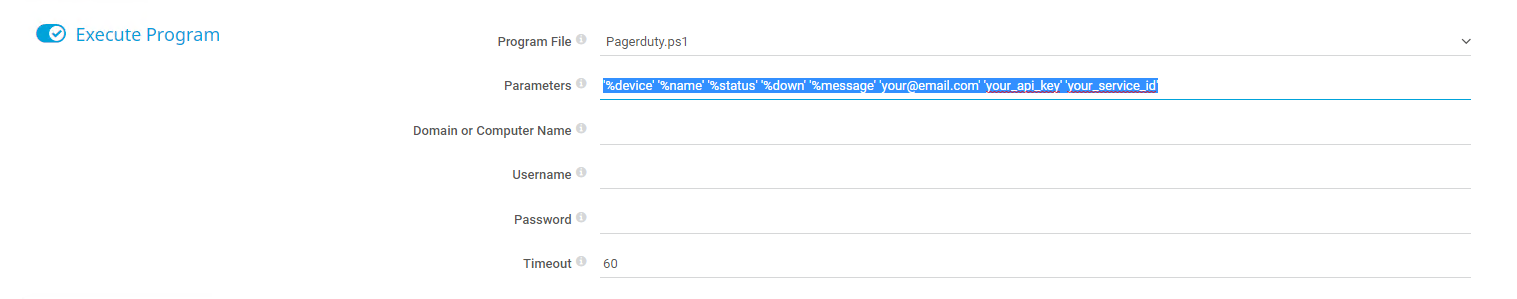 Execute Program
Program File Pagerduty.ps1
Parameters '%device' '%name' '%status' '%down' '%message' 'your@email.com' 'your_api_key' 'your_service_id'
Domain or Computer Name
Username
Password
Timeout 60